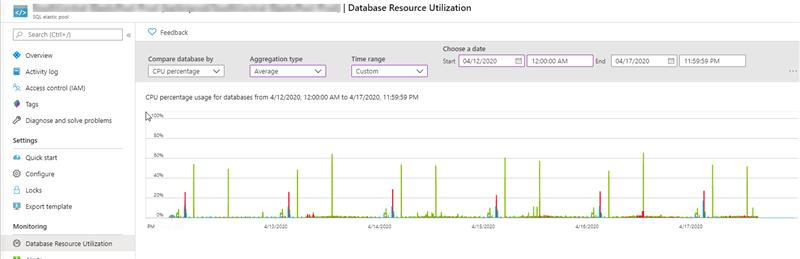 | Database Resource Utilization
SQL elastic pool
Search (Ctrl+/)
Overview
Activity log
Access control (IAM)
Tags
Diagnose and solve problems
Settings
Quick start
Configure
Locks
Export template
Monitoring
Database Resource Utilization
Feedback
Compare database by
CPU percentage
Aggregation type
Average
Time range
Custom
Choose a date
Start 04/12/2020 12:00:00 AM End 04/17/2020 11:59:59 PM
CPU percentage usage for databases from 4/12/2020, 12:00:00 AM to 4/17/2020, 11:59:59 PM
100%
80%
60%
40%
20%
0%
PM 4/13/2020 4/14/2020 4/15/2020 4/16/2020 4/17/2020